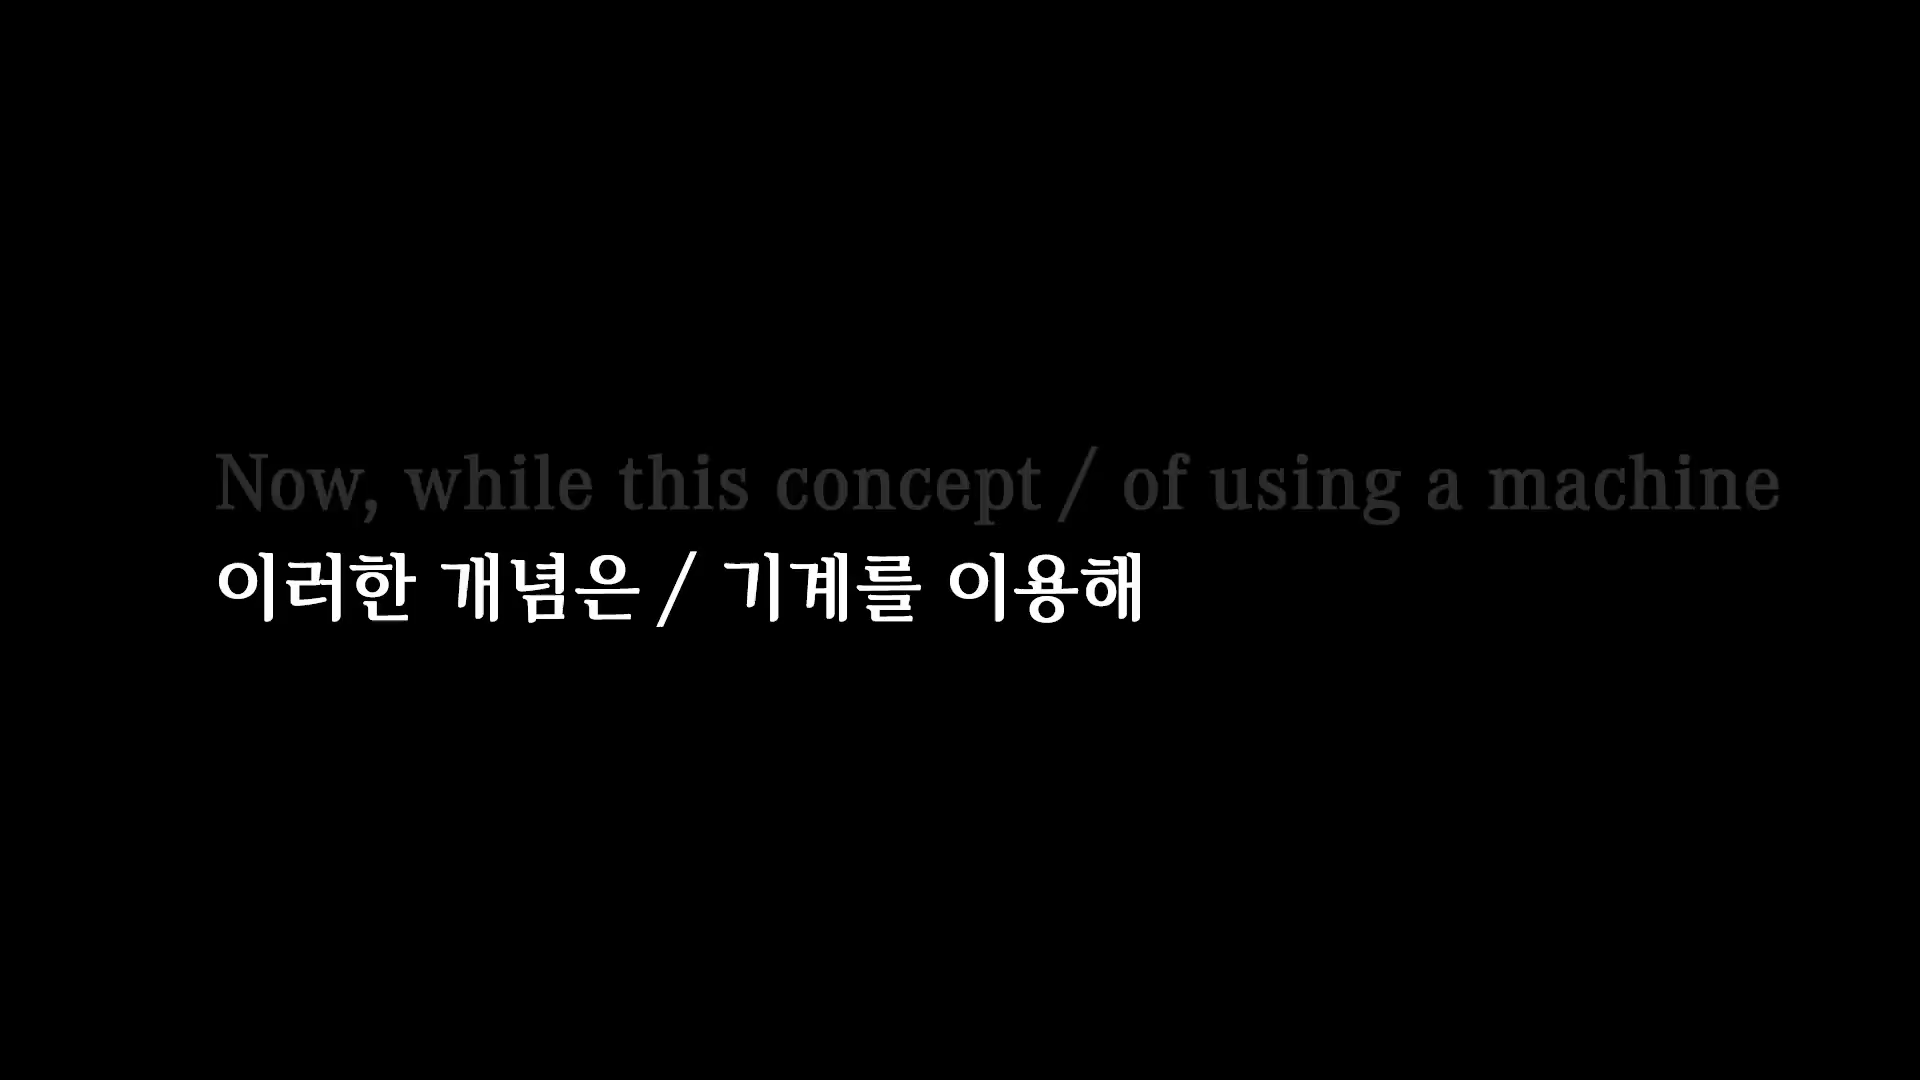 Now, while this concept / of using a machine
이러한 개념은 / 기계를 이용해